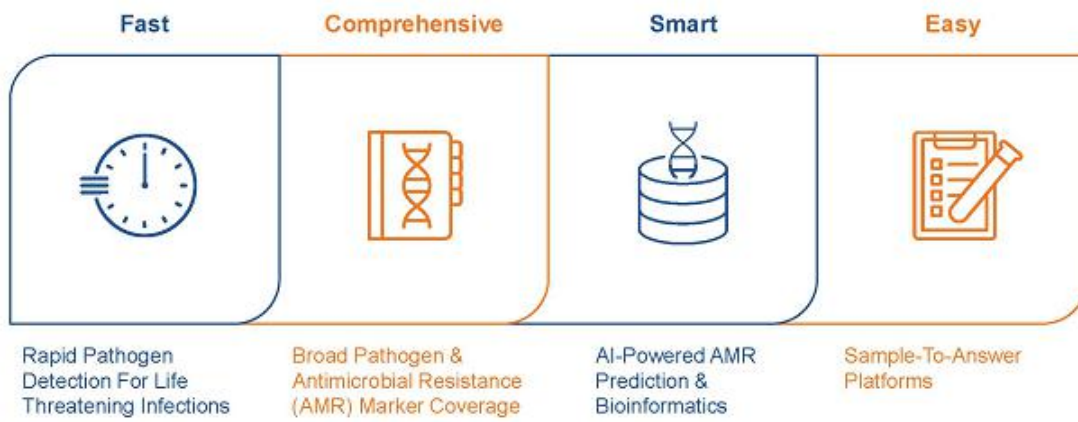 Fast
Comprehensive
Smart
Easy
Rapid Pathogen
Detection For Life
Threatening Infections
Broad Pathogen &
Antimicrobial Resistance
(AMR) Marker Coverage
AI-Powered AMR
Prediction &
Bioinformatics
Sample-To-Answer
Platforms